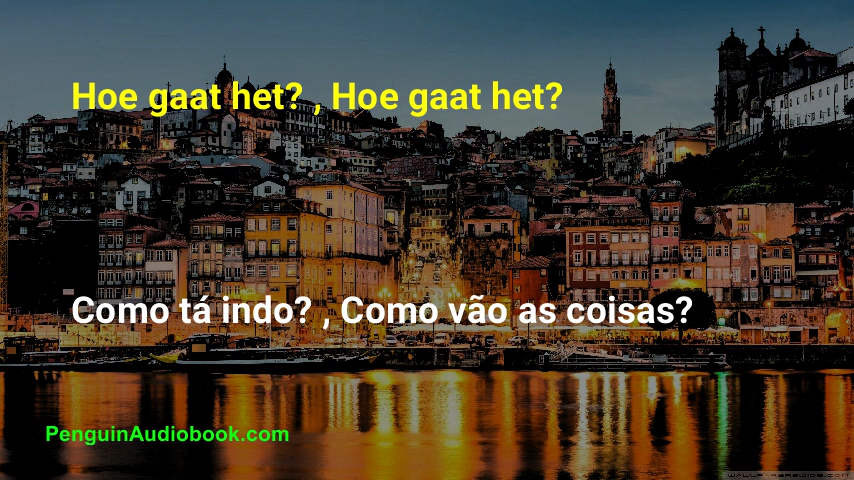 Hoe gaat het? , Hoe gaat het?
Como tá indo? , Como vão as coisas?
PenguinAudiobook.com